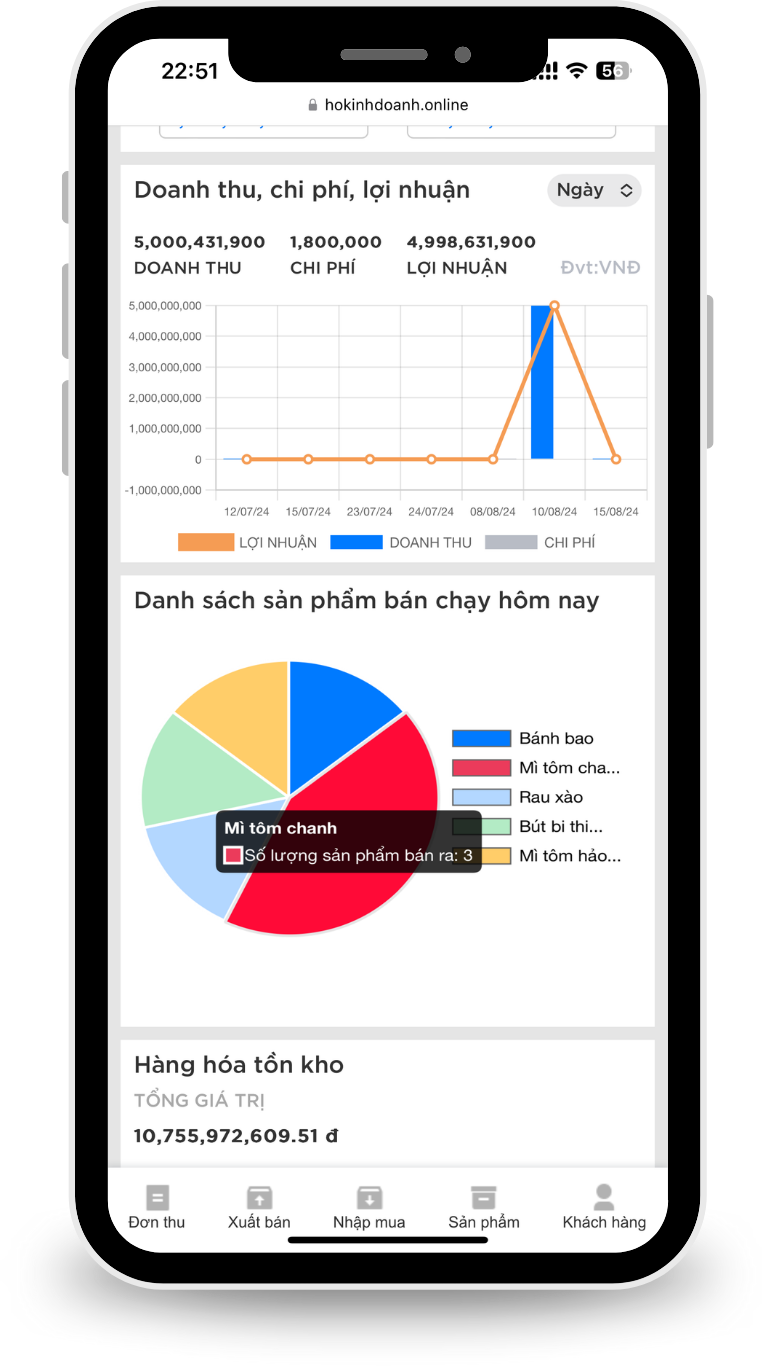 22:51
56
hokinhdoanh.online
Doanh thu, chi phí, lợi nhuận
Ngày
5,000,431,900 1,800,000 4,998,631,900
DOANH THU CHI PHÍ LỢI NHUẬN Đvt:VNĐ
5,000,000,000
4,000,000,000
3,000,000,000
2,000,000,000
1,000,000,000
0
-1,000,000,000
12/07/24 15/07/24 23/07/24 24/07/24 08/08/24 10/08/24 15/08/24
LỢI NHUẬN DOANH THU CHI PHÍ
Danh sách sản phẩm bán chạy hôm nay
Bánh bao
Mì tôm cha...
Rau xào
Bút bi thi...
Mì tôm hảo...
Mì tôm chanh
Số lượng sản phẩm bán ra: 3
Hàng hóa tồn kho
TỔNG GIÁ TRỊ
10,755,972,609.51 đ
Đơn thu Xuất bán Nhập mua Sản phẩm Khách hàng